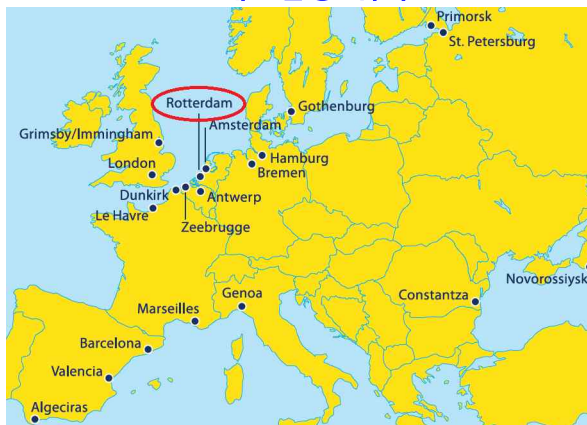 Primorsk
St. Petersburg
Rotterdam
Gothenburg
Amsterdam
Grimsby/Immingham
Hamburg
London
Bremen
Dunkirk
Antwerp
Le Havre
Zeebrugge
Novorossiysk
Genoa
Constantza
Marseilles
Barcelona
Valencia
Algeciras